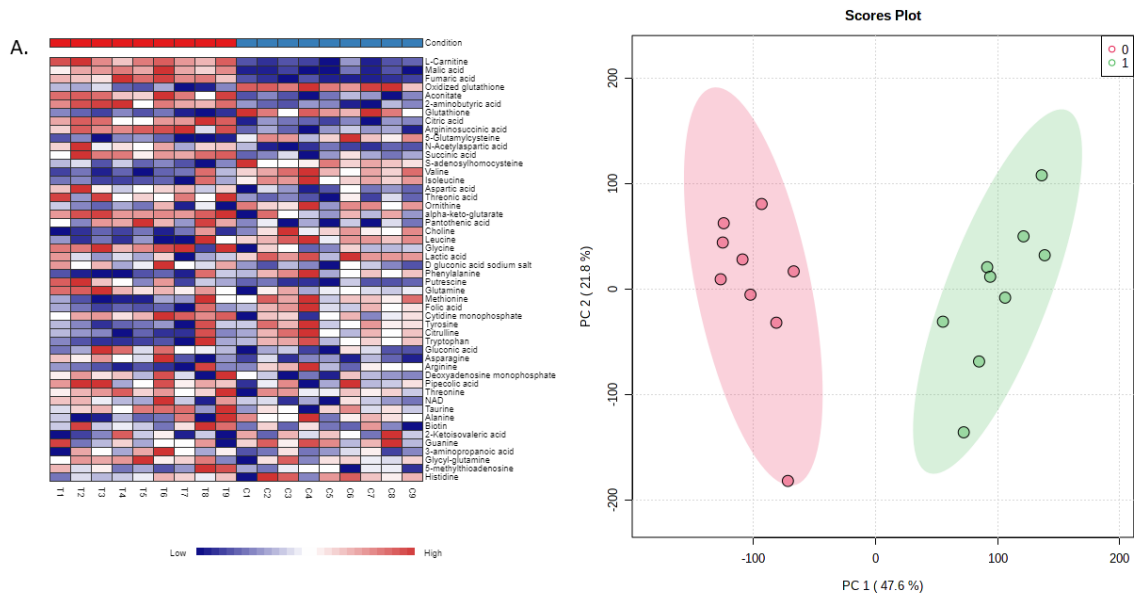 A.
Condition
L-Carnitine
Malic acid
Fumaric acid
Oxidized glutathione
Aconitate
2-aminobutyric acid
Glutathione
Citric acid
Argininosuccinic acid
5-Glutamylcysteine
N-Acetylaspartic acid
Succinic acid
S-adenosylhomocysteine
Valine
Isoleucine
Aspartic acid
Threonic acid
Ornithine
alpha-keto-glutarate
Pantothenic acid
Choline
Leucine
Glycine
Lactic acid
D gluconic acid sodium salt
Phenylalanine
Putrescine
Glutamine
Methionine
Folic acid
Cytidine monophosphate
Tyrosine
Citrulline
Tryptophan
Gluconic acid
Asparagine
Arginine
Deoxyadenosine monophosphate
Pipecolic acid
Threonine
NAD
Taurine
Alanine
Biotin
2-Ketoisovaleric acid
Guanine
3-aminopropanoic acid
Glycyl-glutamine
5-methylthioadenosine
Histidine
T1 T2 T3 T4 T5 T6 T7 T8 T9 C1 C2 C3 C4 C5 C6 C7 C8 C9
Low High
Scores Plot
0
1
PC 2 ( 21.8 %)
200
100
0
-100
-200
-100 0 100 200
PC 1 ( 47.6 %)